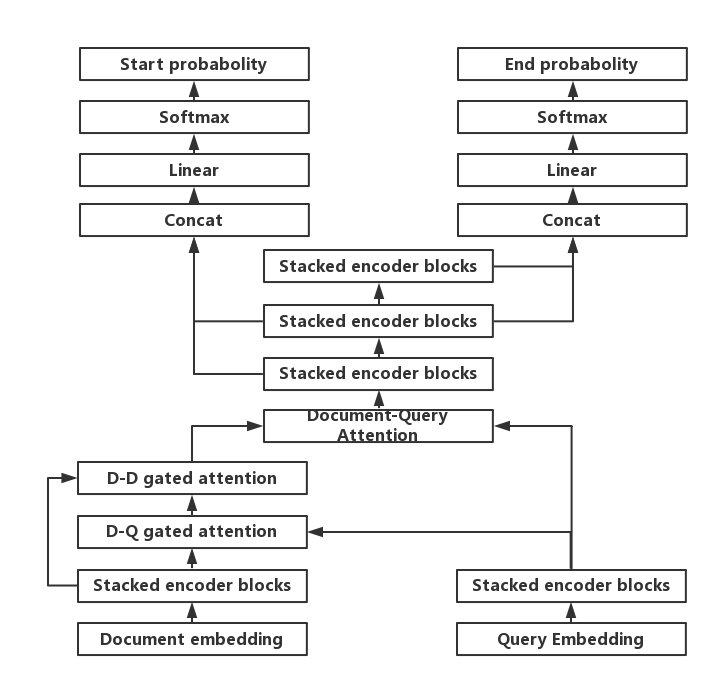 Start probabolity
End probabolity
Softmax
Softmax
Linear
Linear
Concat
Concat
Stacked encoder blocks
Stacked encoder blocks
Stacked encoder blocks
Document-Query
Attention
D-D gated attention
D-Q gated attention
Stacked encoder blocks
Stacked encoder blocks
Document embedding
Query Embedding